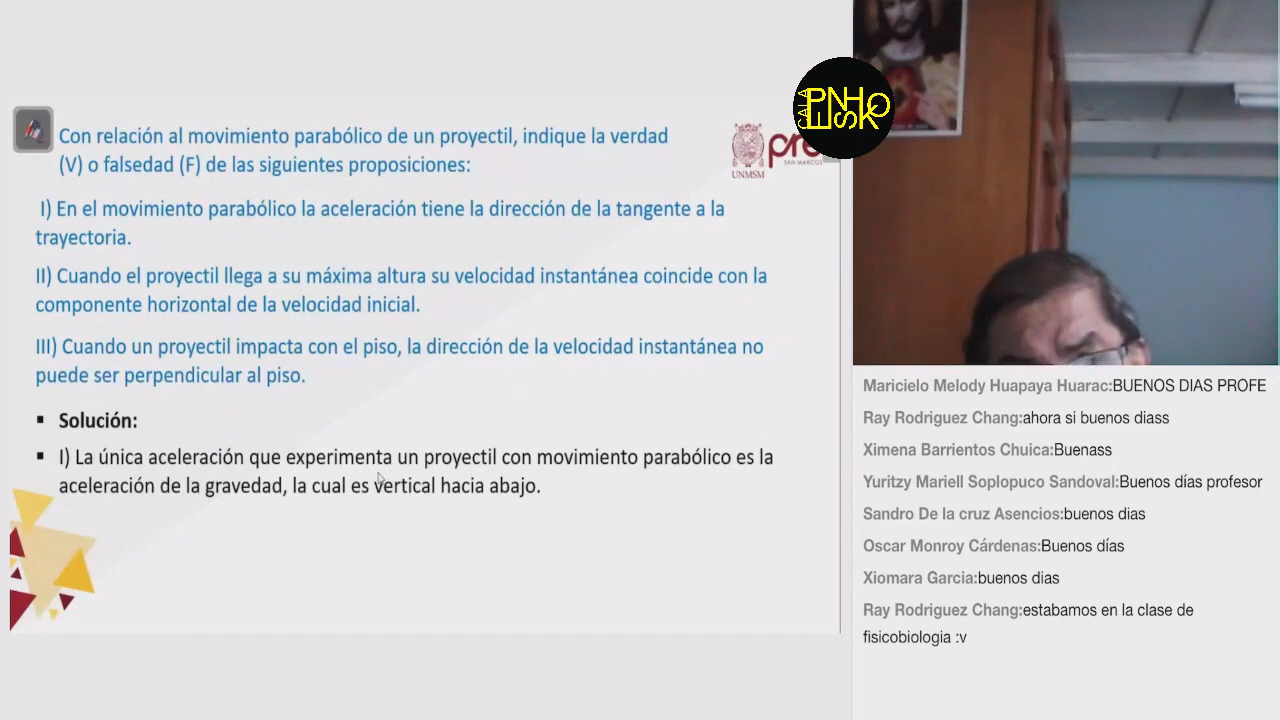 Con relación al movimiento parabólico de un proyectil, indique la verdad
(V) o falsedad (F) de las siguientes proposiciones:
I) En el movimiento parabólico la aceleración tiene la dirección de la tangente a la
trayectoria.
II) Cuando el proyectil llega a su máxima altura su velocidad instantánea coincide con la
componente horizontal de la velocidad inicial.
III) Cuando un proyectil impacta con el piso, la dirección de la velocidad instantánea no
puede ser perpendicular al piso.
▪ Solución:
▪ I) La única aceleración que experimenta un proyectil con movimiento parabólico es la
aceleración de la gravedad, la cual es vertical hacia abajo.
pre
SAN MARCOS
UNMSM
Maricielo Melody Huapaya Huarac:BUENOS DIAS PROFE
Ray Rodriguez Chang:ahora si buenos diass
Ximena Barrientos Chuica:Buenass
Yuritzy Mariell Soplopuco Sandoval:Buenos días profesor
Sandro De la cruz Asencios:buenos dias
Oscar Monroy Cárdenas:Buenos días
Xiomara Garcia:buenos dias
Ray Rodriguez Chang:estabamos en la clase de
fisicobiologia :v